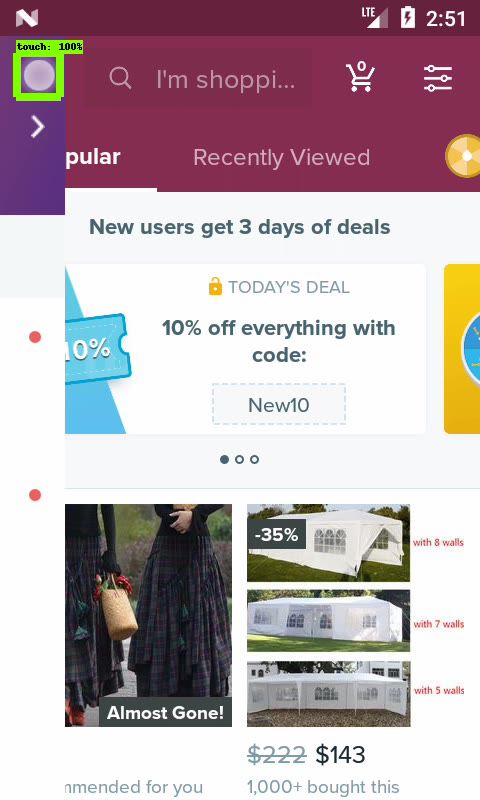 LTE 2:51
touch: 100%
I'm shoppi...
0
pular
Recently Viewed
New users get 3 days of deals
TODAY'S DEAL
10%
10% off everything with
code:
New10
-35%
with 8 walls
with 7 walls
with 5 walls
Almost Gone!
$222 $143
nmended for you
1,000+ bought this